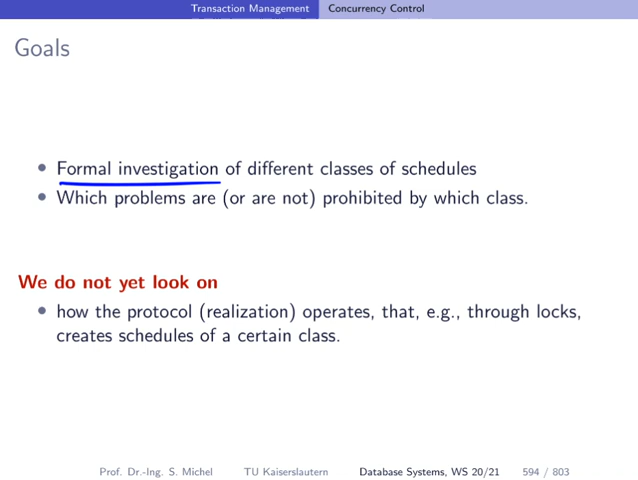 Transaction Management Concurrency Control
Goals
• Formal investigation of different classes of schedules
• Which problems are (or are not) prohibited by which class.
We do not yet look on
• how the protocol (realization) operates, that, e.g., through locks,
creates schedules of a certain class.
Prof. Dr.-Ing. S. Michel TU Kaiserslautern Database Systems, WS 20/21 594 / 803